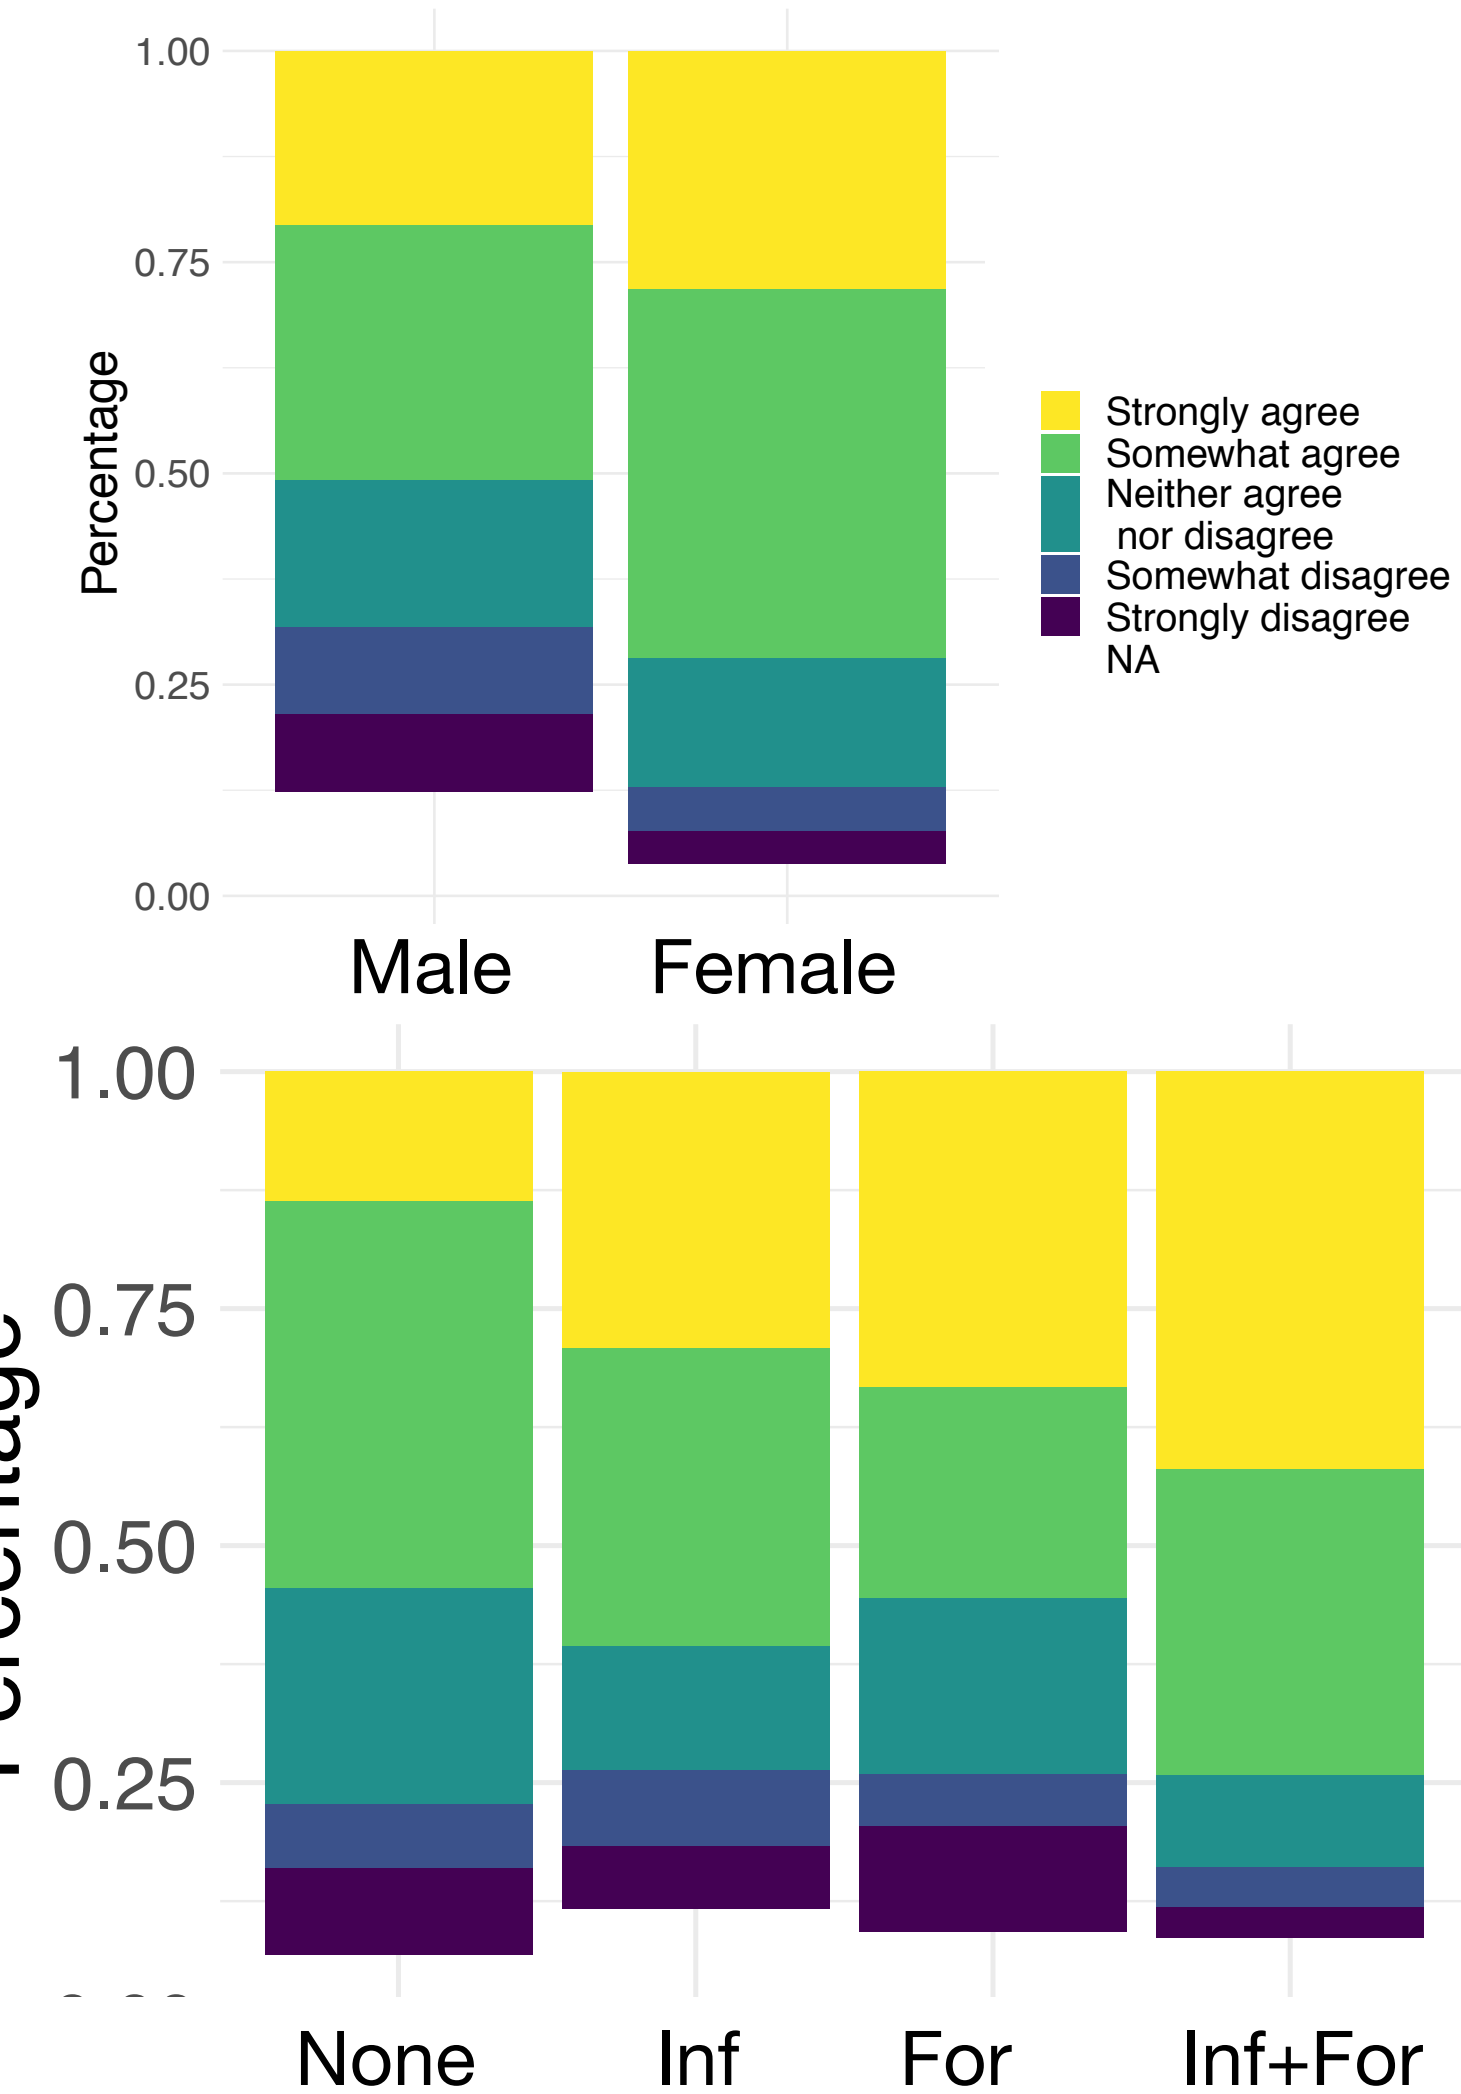 1.00
0.75
0.50
0.25
0.00
Percentage
Male Female
Strongly agree
Somewhat agree
Neither agree
nor disagree
Somewhat disagree
Strongly disagree
NA
1.00
0.75
0.50
0.25
Percentage
None Inf For Inf+For